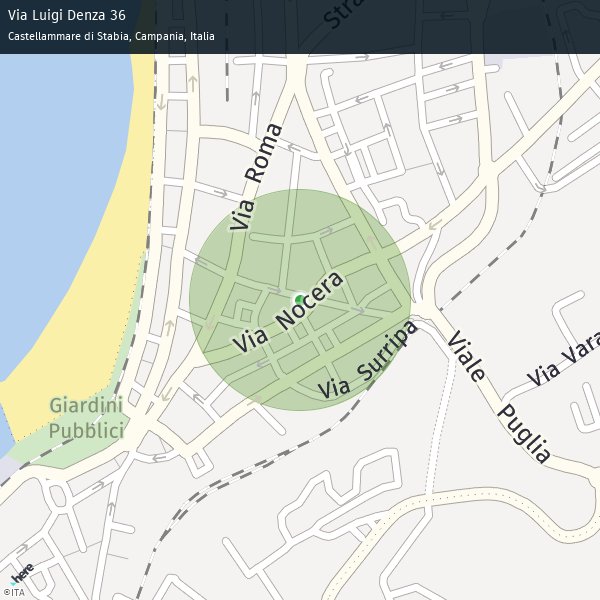 Via Luigi Denza 36
Castellammare di Stabia, Campania, Italia
Stra
Via Roma
Via Nocera
Via Surripa
Viale Puglia
Via Vara
Giardini
Pubblici
here
©ITA